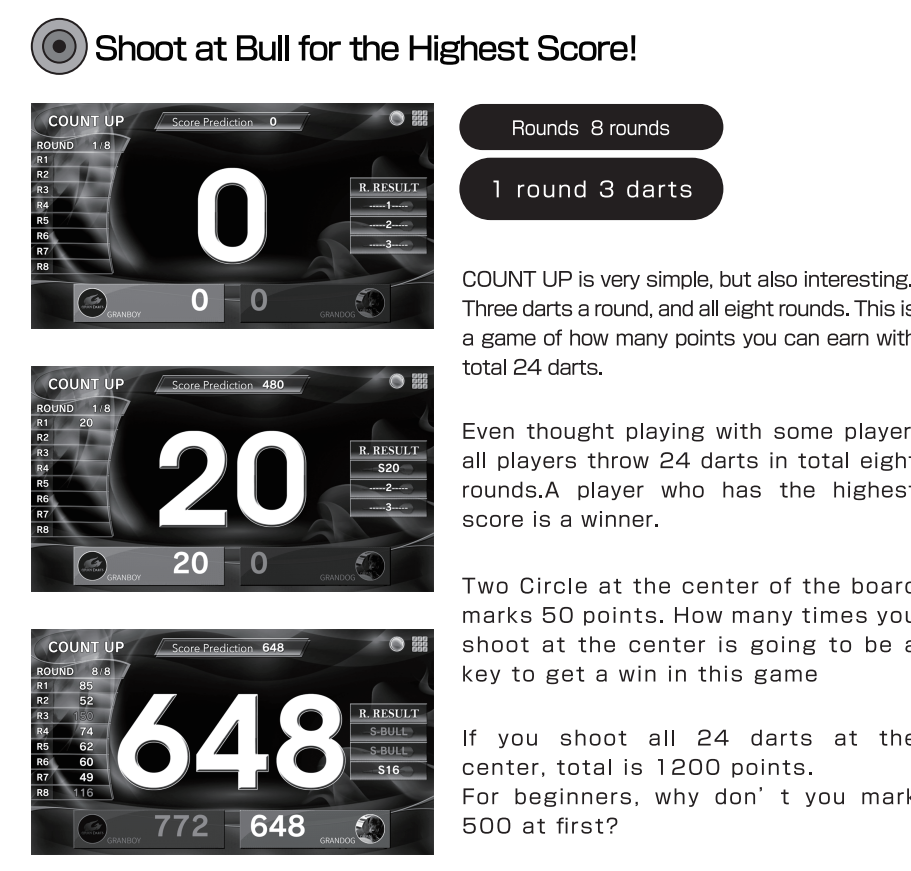 Shoot at Bull for the Highest Score!
COUNT UP
Score Prediction 0
ROUND 1/8
R1
R2
R3
R4
R5
R6
R7
R8
0
R. RESULT
-----1-----
-----2-----
-----3-----
GRANBOY
0
0
GRANDOG
Rounds 8 rounds
1 round 3 darts
COUNT UP is very simple, but also interesting.
Three darts a round, and all eight rounds. This is
a game of how many points you can earn with
total 24 darts.
COUNT UP
Score Prediction 480
ROUND 1/8
R1 20
R2
R3
R4
R5
R6
R7
R8
20
R. RESULT
S20
-----2-----
-----3-----
GRANBOY
20
0
GRANDOG
Even thought playing with some player,
all players throw 24 darts in total eight
rounds.A player who has the highest
score is a winner.
Two Circle at the center of the board
marks 50 points. How many times you
shoot at the center is going to be a
key to get a win in this game
COUNT UP
Score Prediction 648
ROUND 8/8
R1 85
R2 52
R3 150
R4 74
R5 62
R6 60
R7 49
R8 116
648
R. RESULT
S-BULL
S-BULL
S16
GRANBOY
772
648
GRANDOG
If you shoot all 24 darts at the
center, total is 1200 points.
For beginners, why don’t you mark
500 at first?